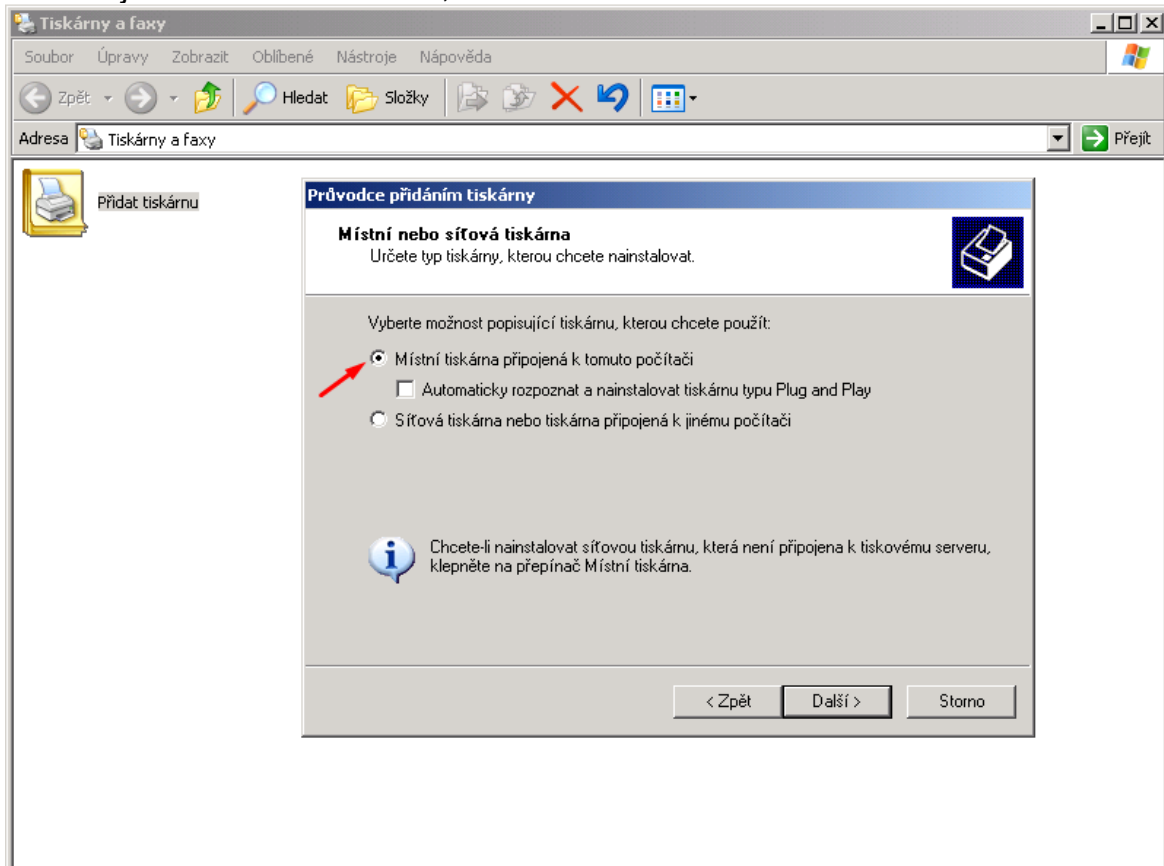 Tiskárny a faxy
Soubor Úpravy Zobrazit Oblíbené Nástroje Nápověda
Zpět Hledat Složky
Adresa Tiskárny a faxy Přejít
Přidat tiskárnu
Průvodce přidáním tiskárny
Místní nebo síťová tiskárna
Určete typ tiskárny, kterou chcete nainstalovat.
Vyberte možnost popisující tiskárnu, kterou chcete použít:
Místní tiskárna připojená k tomuto počítači
Automaticky rozpoznat a nainstalovat tiskárnu typu Plug and Play
Síťová tiskárna nebo tiskárna připojená k jinému počítači
Chcete-li nainstalovat síťovou tiskárnu, která není připojena k tiskovému serveru,
klepněte na přepínač Místní tiskárna.
< Zpět Další > Storno